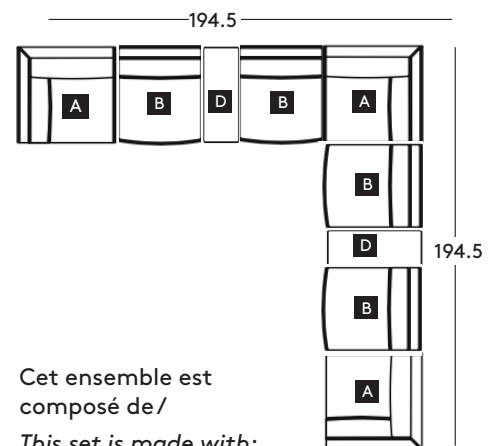 194.5
A B D B A
B
D
194.5
B
A
Cet ensemble est
composé de/
This set is made with: